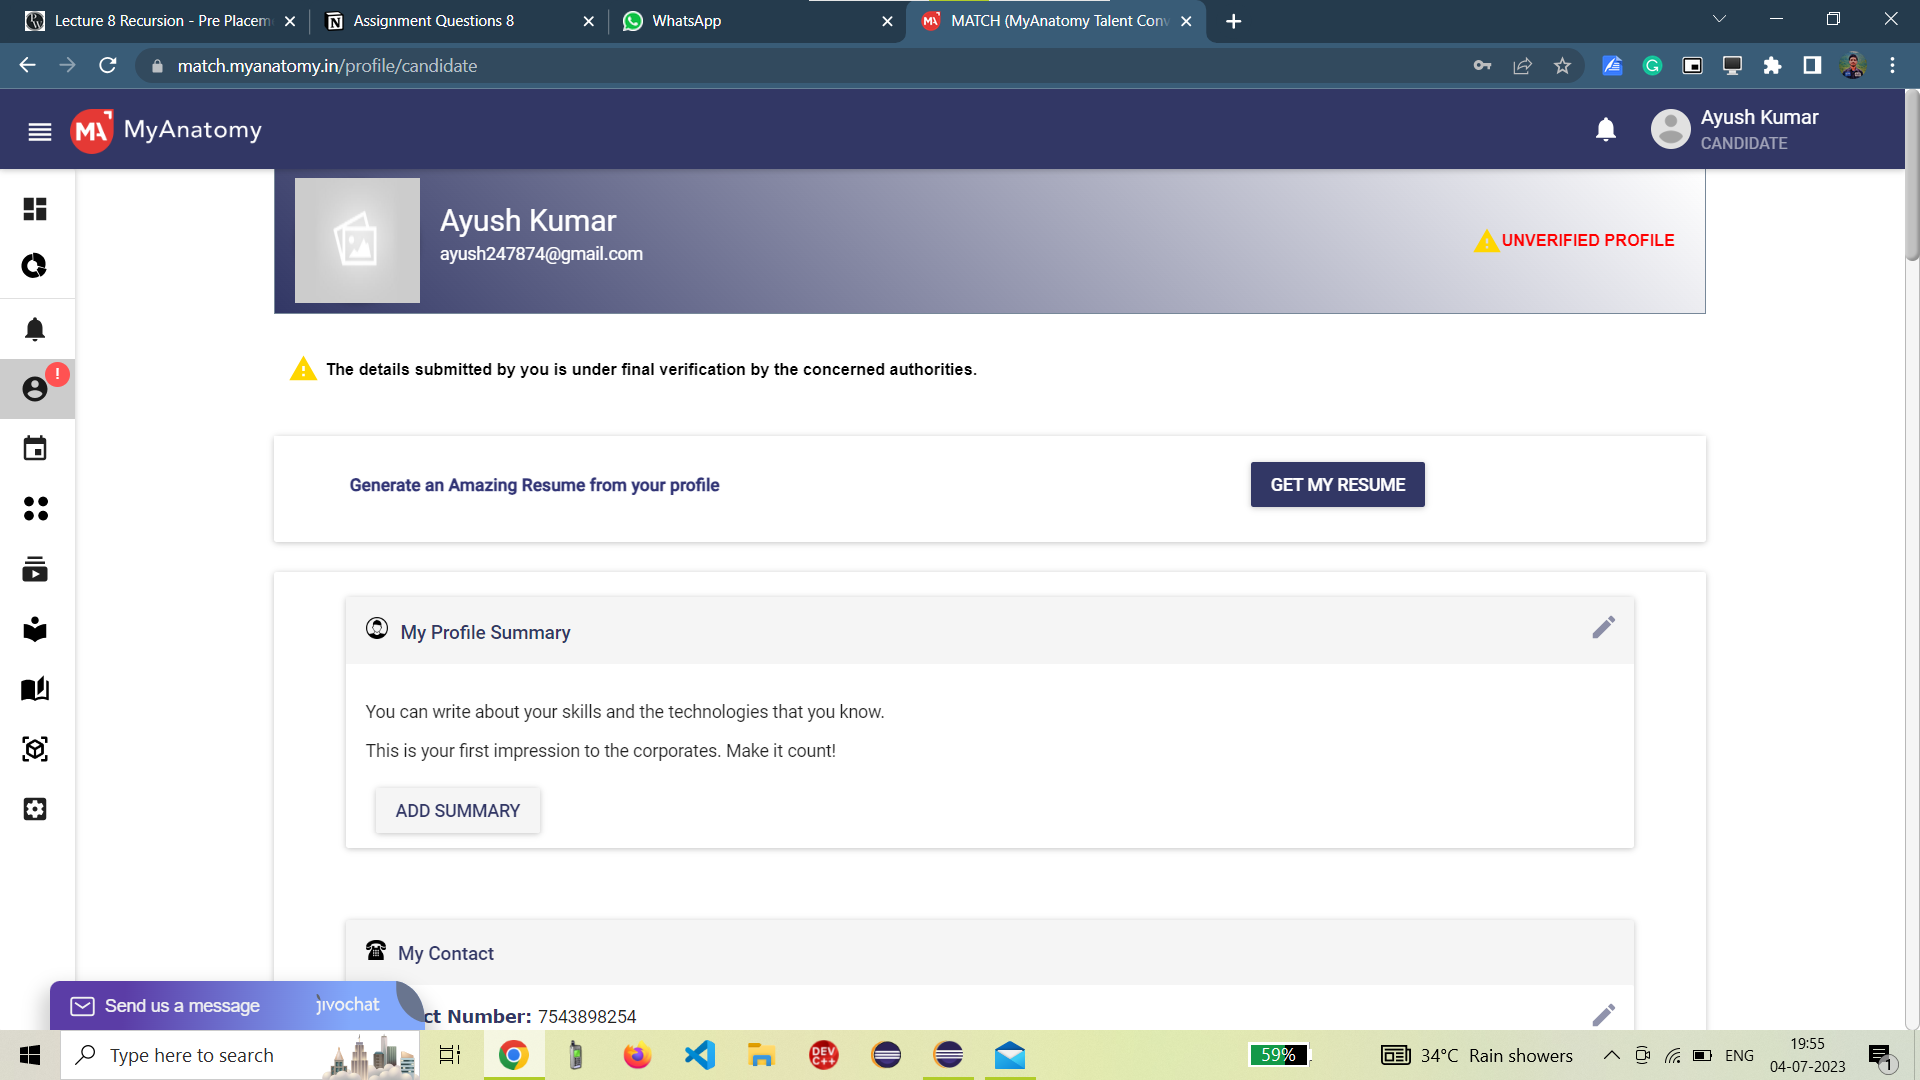 Lecture 8 Recursion - Pre Placem
Assignment Questions 8
WhatsApp
MATCH (MyAnatomy Talent Conv
match.myanatomy.in/profile/candidate
MA MyAnatomy
Ayush Kumar
CANDIDATE
Ayush Kumar
ayush247874@gmail.com
UNVERIFIED PROFILE
The details submitted by you is under final verification by the concerned authorities.
Generate an Amazing Resume from your profile
GET MY RESUME
My Profile Summary
You can write about your skills and the technologies that you know.
This is your first impression to the corporates. Make it count!
ADD SUMMARY
My Contact
Send us a message
jivochat
ct Number: 7543898254
Type here to search
DEV C++
59%
34°C Rain showers
ENG
19:55
04-07-2023
1